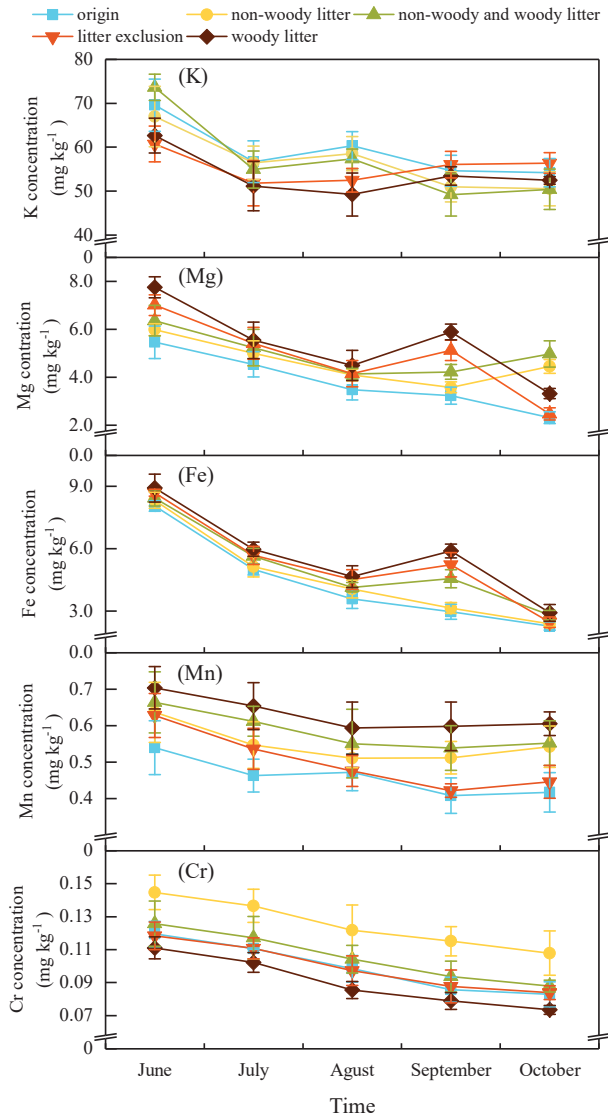 origin non-woody litter non-woody and woody litter
litter exclusion woody litter
80
(K)
70
60
50
40
0
K concentration
(mg kg-1)
(Mg)
8.0
6.0
4.0
2.0
0.0
Mg contration
(mg kg-1 )
(Fe)
9.0
6.0
3.0
0.0
Fe concentration
(mg kg-1 )
(Mn)
0.7
0.6
0.5
0.4
0
Mn concentration
(mg kg-1 )
(Cr)
0.15
0.13
0.11
0.09
0.07
0
Cr concentration
(mg kg-1 )
June July Agust September October
Time